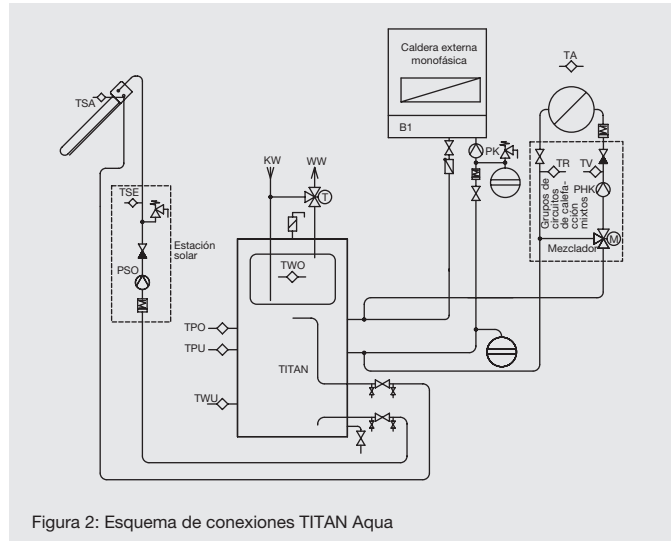 Caldera externa
monofásica
B1
TA
TSA
PK
KW
WW
T
TR
TV
PHK
Grupos de
circuitos
de calefa-
cción
mixtos
Mezclador
M
TSE
Estación
solar
PSO
TWO
TPO
TPU
TITAN
TWU
Figura 2: Esquema de conexiones TITAN Aqua